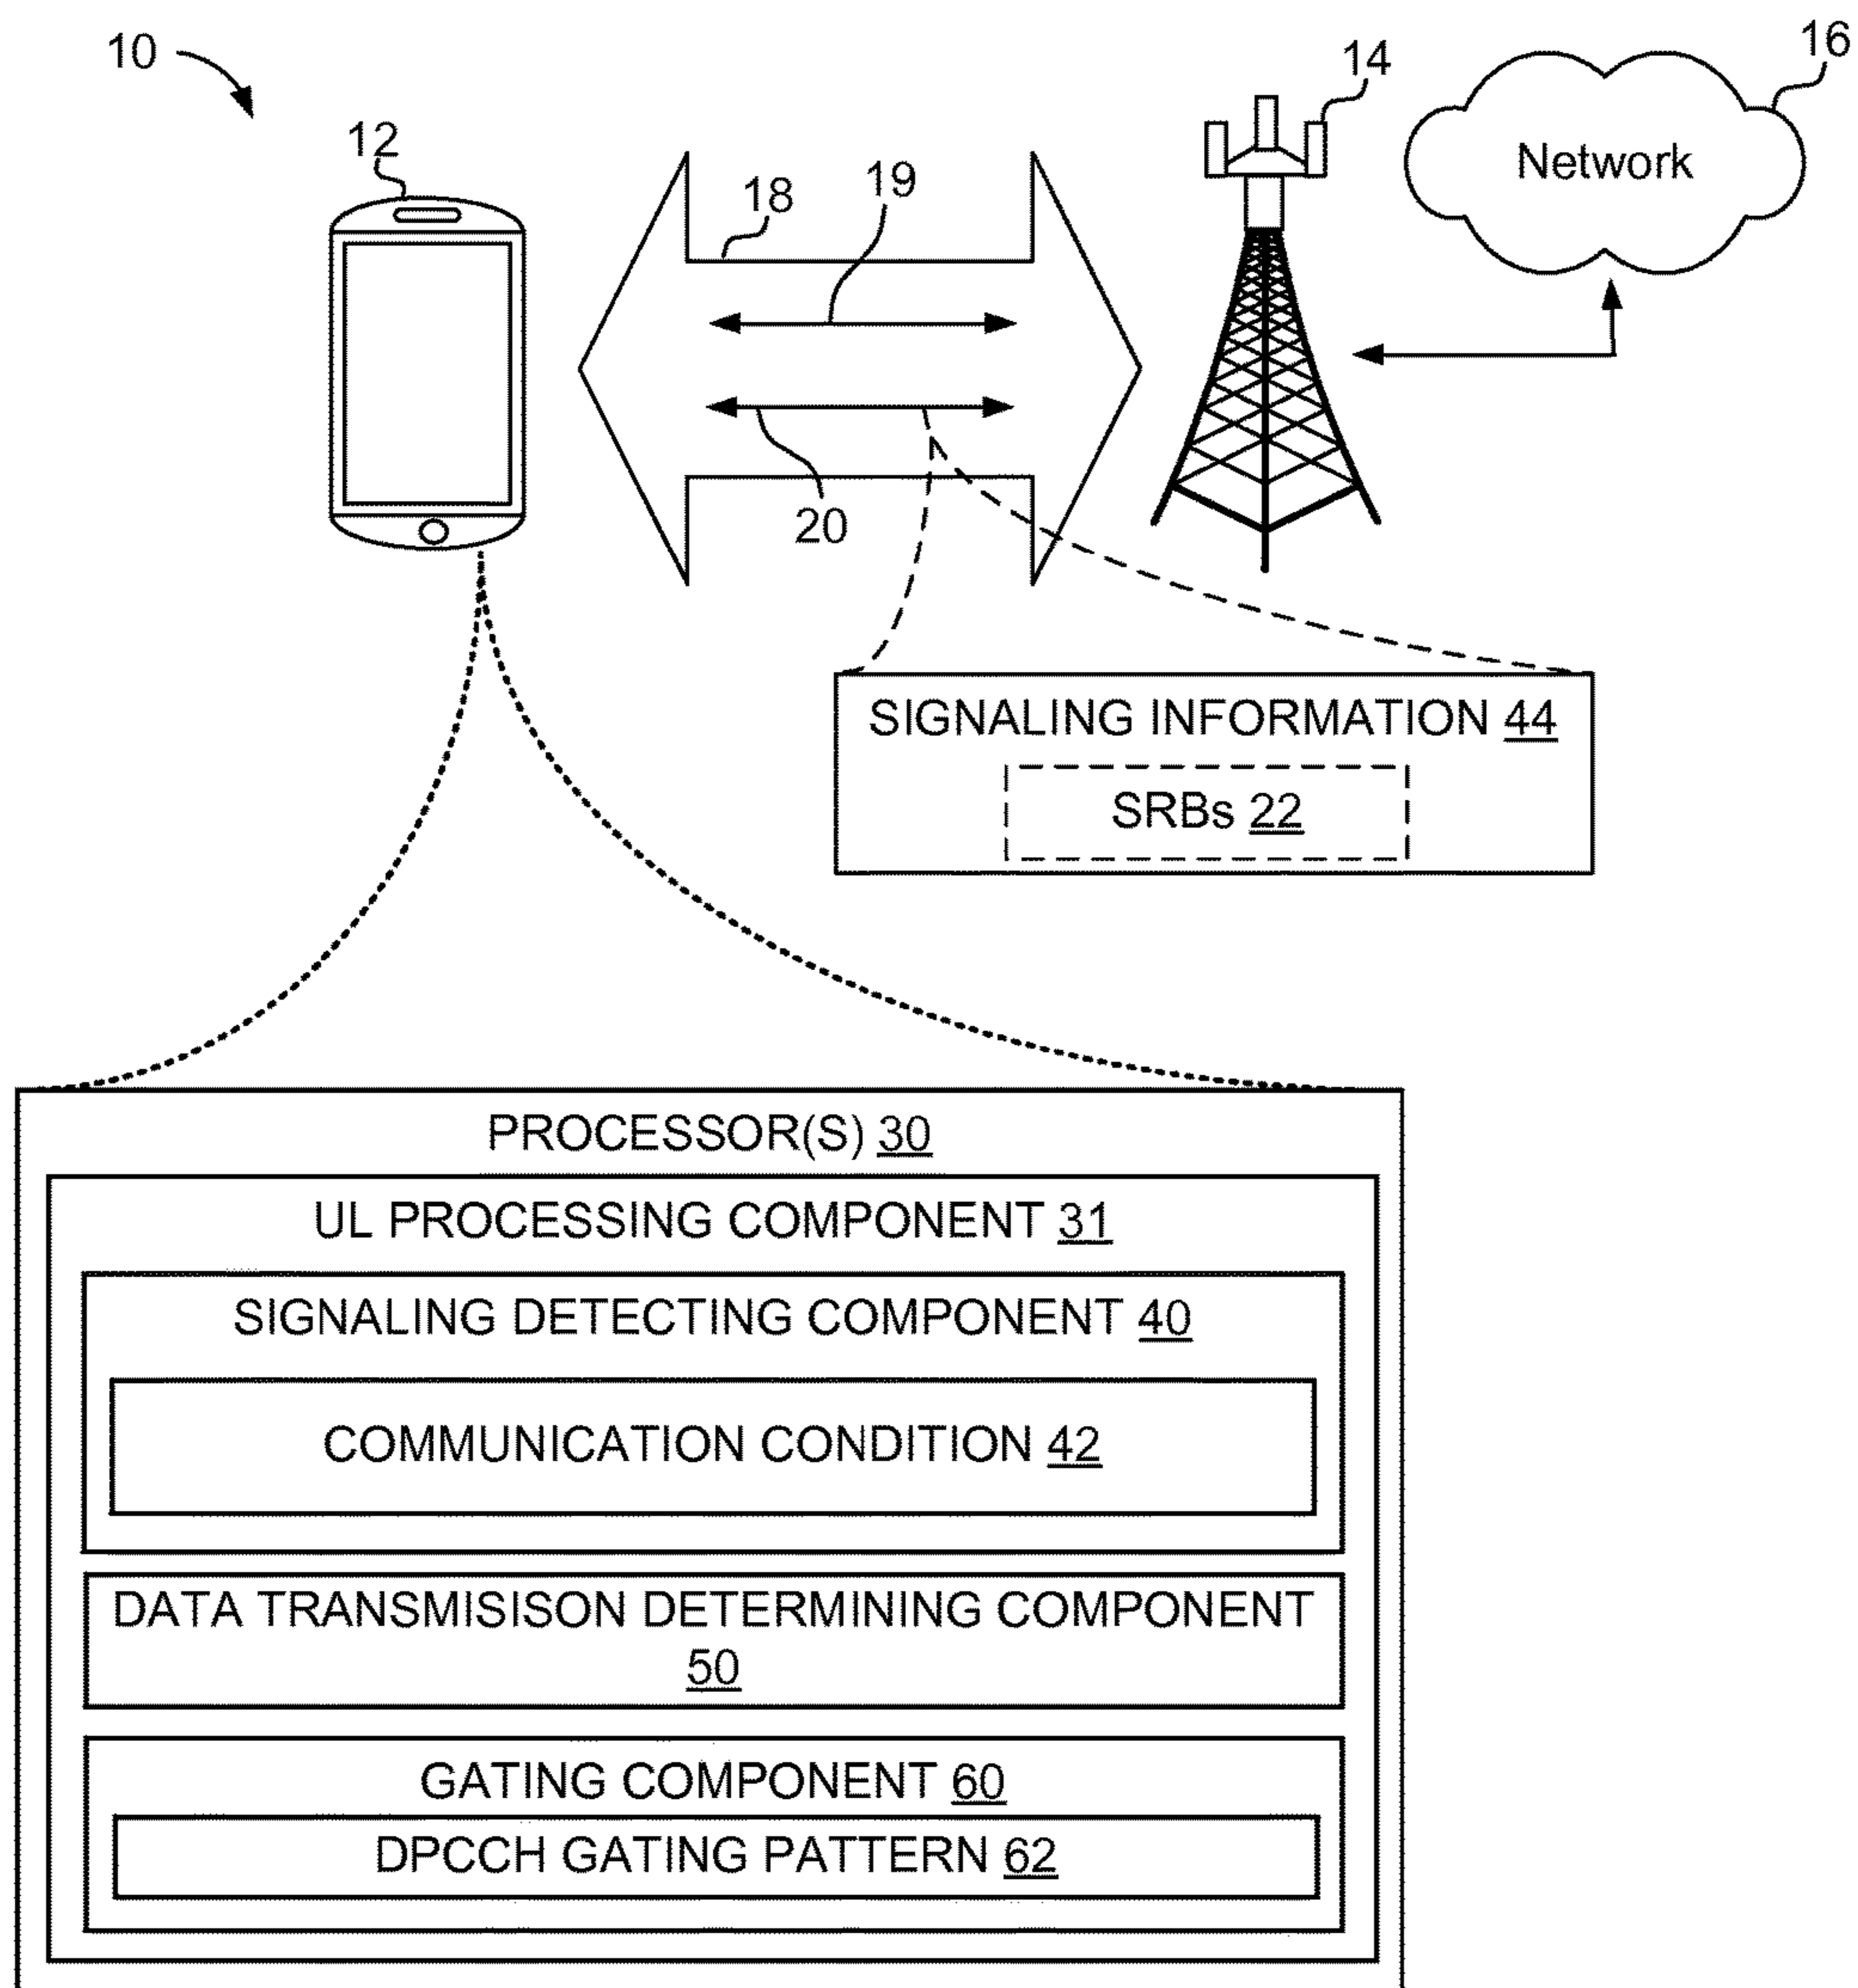 10
12
18
19
14
16
Network
20
SIGNALING INFORMATION 44
SRBs 22
PROCESSOR(S) 30
UL PROCESSING COMPONENT 31
SIGNALING DETECTING COMPONENT 40
COMMUNICATION CONDITION 42
DATA TRANSMISISON DETERMINING COMPONENT
50
GATING COMPONENT 60
DPCCH GATING PATTERN 62